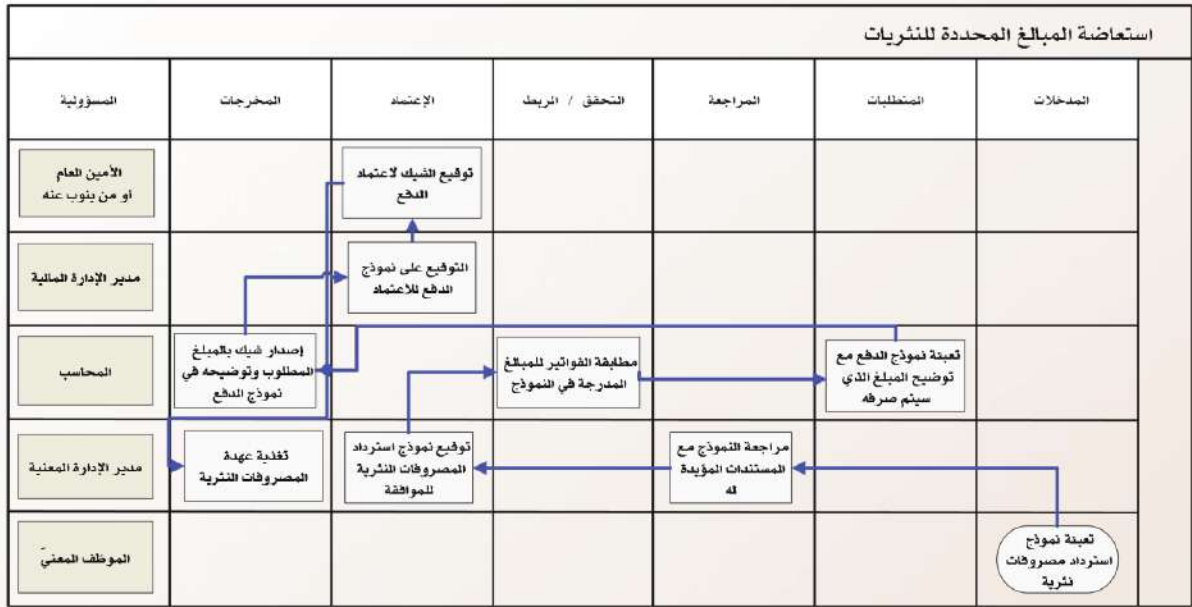 استعاضة المبالغ المحددة للنثريات
المدخلات
المتطلبات
المراجعة
التحقق / الربط
الإعتماد
المخرجات
المسؤولية
توقيع الشيك لاعتماد
الدفع
الأمين العام
او من ينوب عنه
التوقيع على نموذج
الدفع للاعتماد
مدير الإدارة المالية
تعبئة نموذج الدفع مع
توضيح المبلغ الذي
سيتم صرفه
مطابقة الفواتير للمبالغ
المدرجة في النموذج
إصدار شيك بالمبلغ
المطلوب وتوضيحه في
نموذج الدفع
المحاسب
مراجعة النموذج مع
المستندات المؤيدة
له
توقيع نموذج استرداد
المصروفات النثرية
للموافقة
تغذية عهدة
المصروفات النثرية
مدير الإدارة المعنية
تعبئة نموذج
استرداد مصروفات
نثرية
الموظف المعنيّ